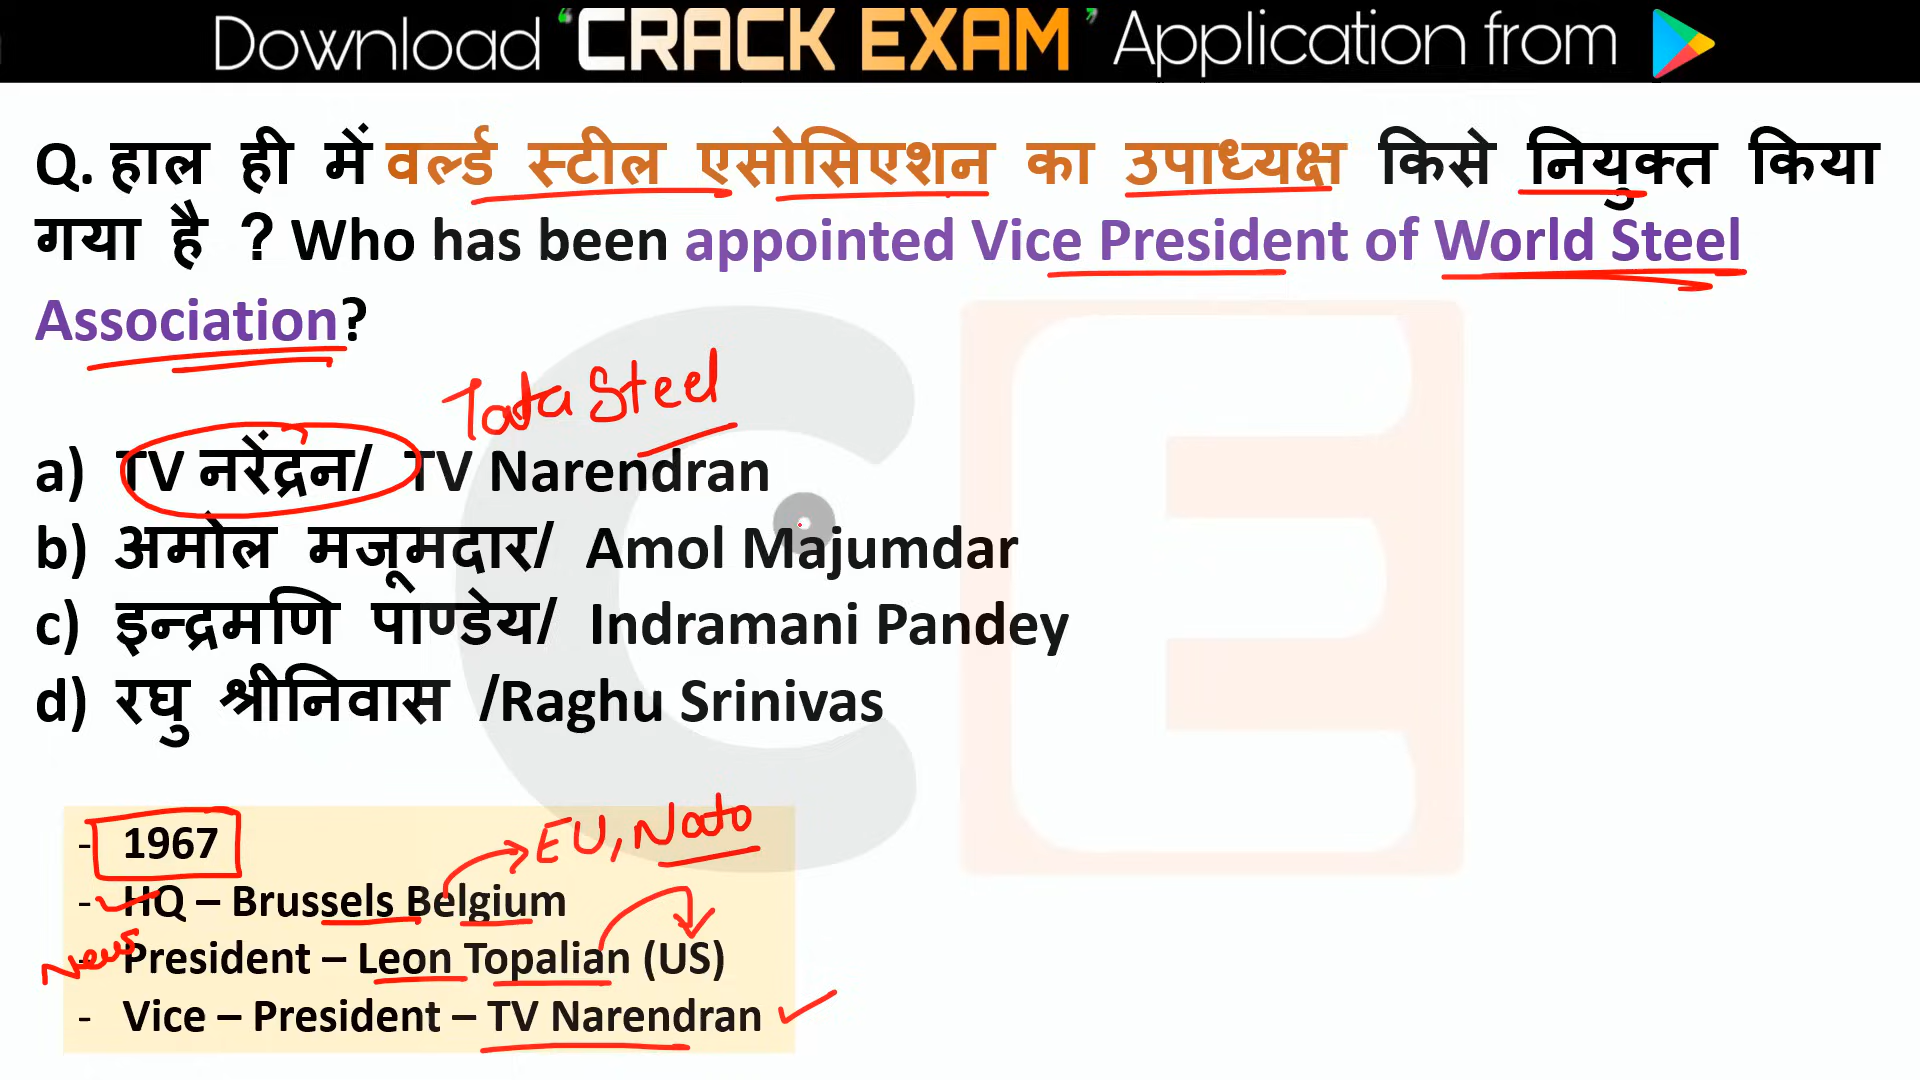 Download “CRACK EXAM” Application from
Q. हाल ही में वर्ल्ड स्टील एसोसिएशन का उपाध्यक्ष किसे नियुक्त किया
गया है ? Who has been appointed Vice President of World Steel
Association?
Tata Steel
a) TV नरेंद्रन/ TV Narendran
b) अमोल मजूमदार/ Amol Majumdar
c) इन्द्रमणि पाण्डेय/ Indramani Pandey
d) रघु श्रीनिवास /Raghu Srinivas
CE
- 1967
EU, Nato
- HQ – Brussels Belgium
New
- President – Leon Topalian (US)
- Vice – President – TV Narendran